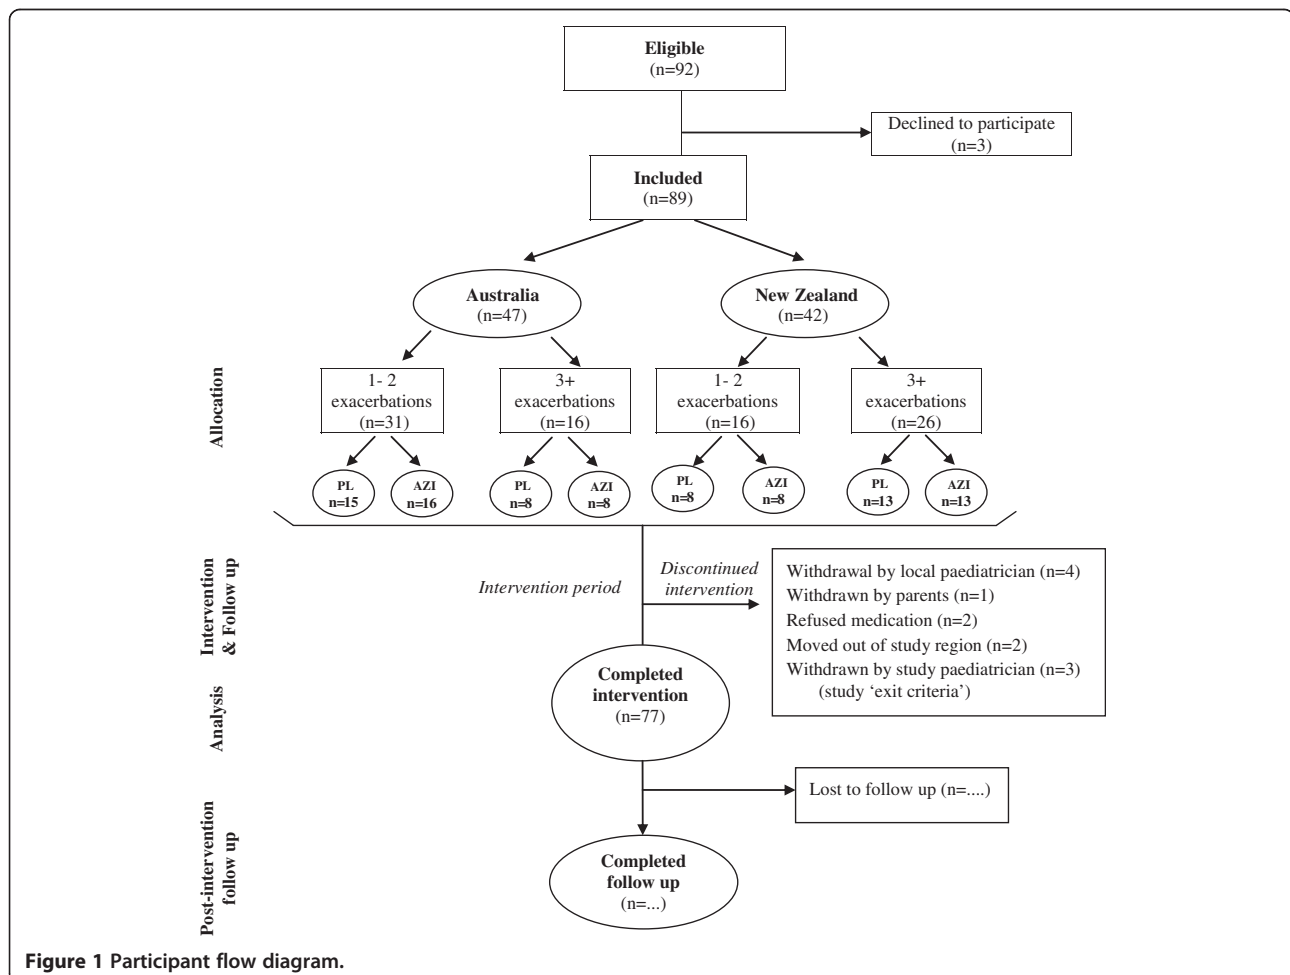 Eligible
(n=92)
Declined to participate
(n=3)
Included
(n=89)
Australia
(n=47)
New Zealand
(n=42)
Allocation
1- 2
exacerbations
(n=31)
3+
exacerbations
(n=16)
1- 2
exacerbations
(n=16)
3+
exacerbations
(n=26)
PL
n=15
AZI
n=16
PL
n=8
AZI
n=8
PL
n=8
AZI
n=8
PL
n=13
AZI
n=13
Intervention
& Follow up
Intervention period
Discontinued
intervention
Withdrawal by local paediatrician (n=4)
Withdrawn by parents (n=1)
Refused medication (n=2)
Moved out of study region (n=2)
Withdrawn by study paediatrician (n=3)
(study ‘exit criteria’)
Analysis
Completed
intervention
(n=77)
Lost to follow up (n=....)
Post-intervention
follow up
Completed
follow up
(n=...)
Figure 1 Participant flow diagram.